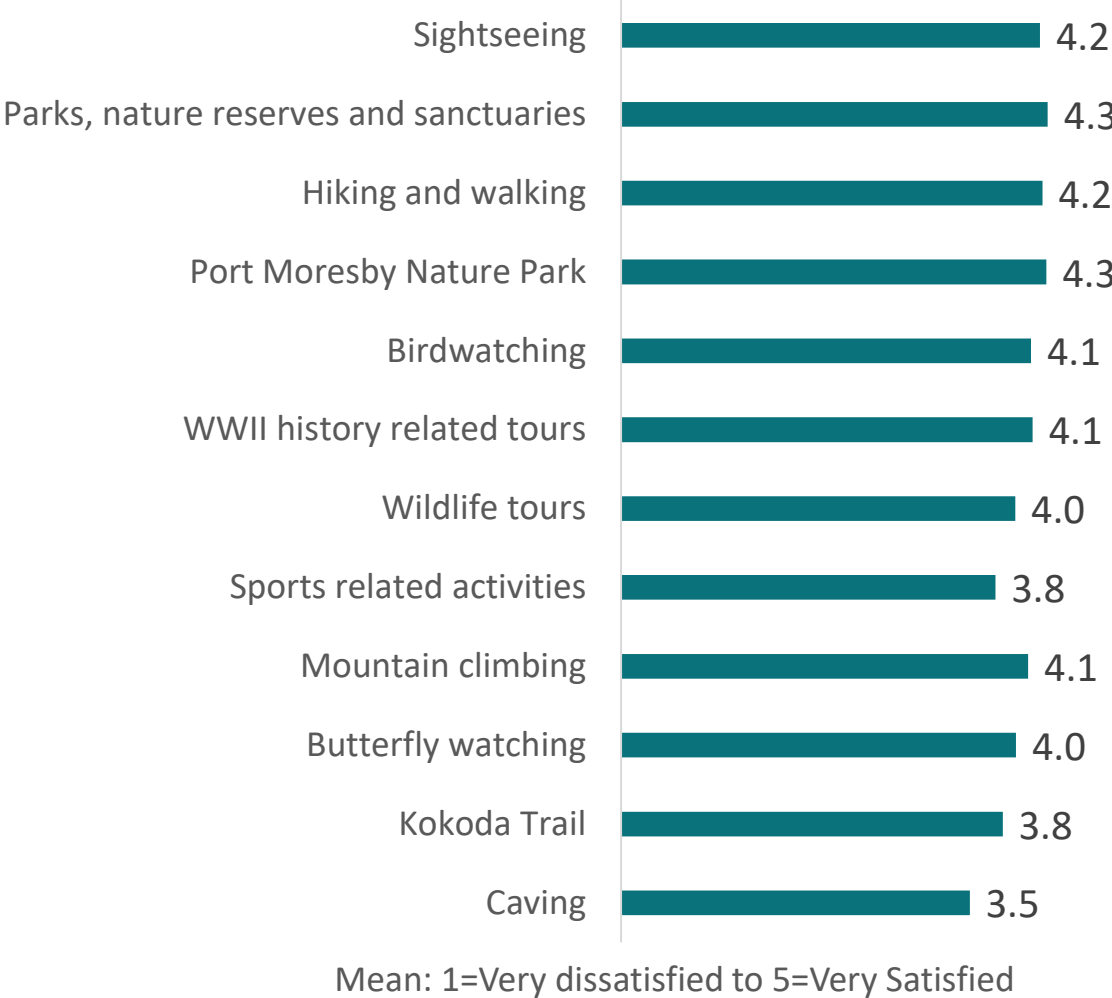 Sightseeing 4.2
Parks, nature reserves and sanctuaries 4.3
Hiking and walking 4.2
Port Moresby Nature Park 4.3
Birdwatching 4.1
WWII history related tours 4.1
Wildlife tours 4.0
Sports related activities 3.8
Mountain climbing 4.1
Butterfly watching 4.0
Kokoda Trail 3.8
Caving 3.5
Mean: 1=Very dissatisfied to 5=Very Satisfied